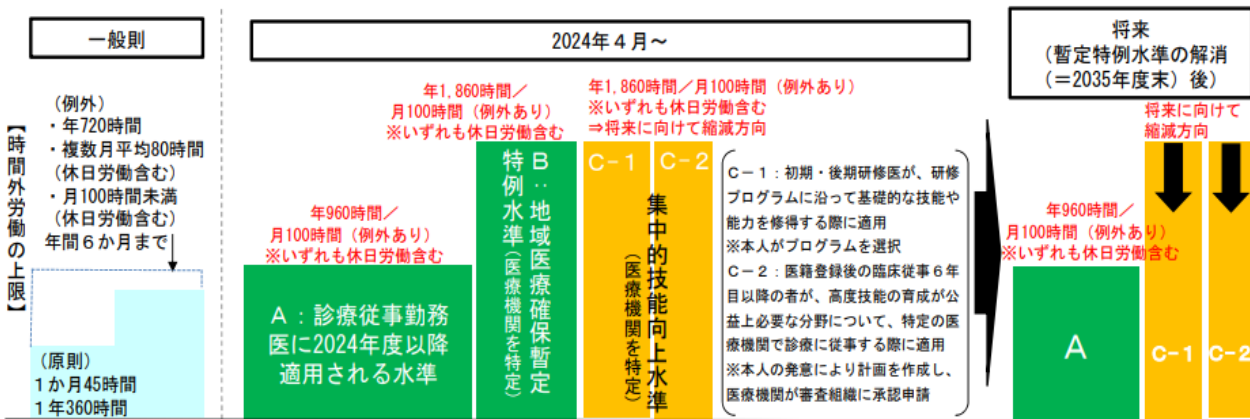 一般則
2024年４月～
将来
（暫定特例水準の解消
（＝2035年度末）後）
【時間外労働の上限】
（例外）
・年720時間
・複数月平均80時間
（休日労働含む）
・月100時間未満
（休日労働含む）
年間６か月まで
（原則）
１か月45時間
１年360時間
年960時間／
月100時間（例外あり）
※いずれも休日労働含む
Ａ：診療従事勤務
医に2024年度以降
適用される水準
年1,860時間／
月100時間（例外あり）
※いずれも休日労働含む
Ｂ：地域医療確保暫定
特例水準（医療機関を特定）
年1,860時間／月100時間（例外あり）
※いずれも休日労働含む
⇒将来に向けて縮減方向
Ｃ－１
Ｃ－２
集中的技能向上水準
（医療機関を特定）
Ｃ－１：初期・後期研修医が、研修
プログラムに沿って基礎的な技能や
能力を修得する際に適用
※本人がプログラムを選択
Ｃ－２：医籍登録後の臨床従事６年
目以降の者が、高度技能の育成が公
益上必要な分野について、特定の医
療機関で診療に従事する際に適用
※本人の発意により計画を作成し、
医療機関が審査組織に承認申請
年960時間／
月100時間（例外あり）
※いずれも休日労働含む
Ａ
将来に向けて
縮減方向
Ｃ－１
Ｃ－２